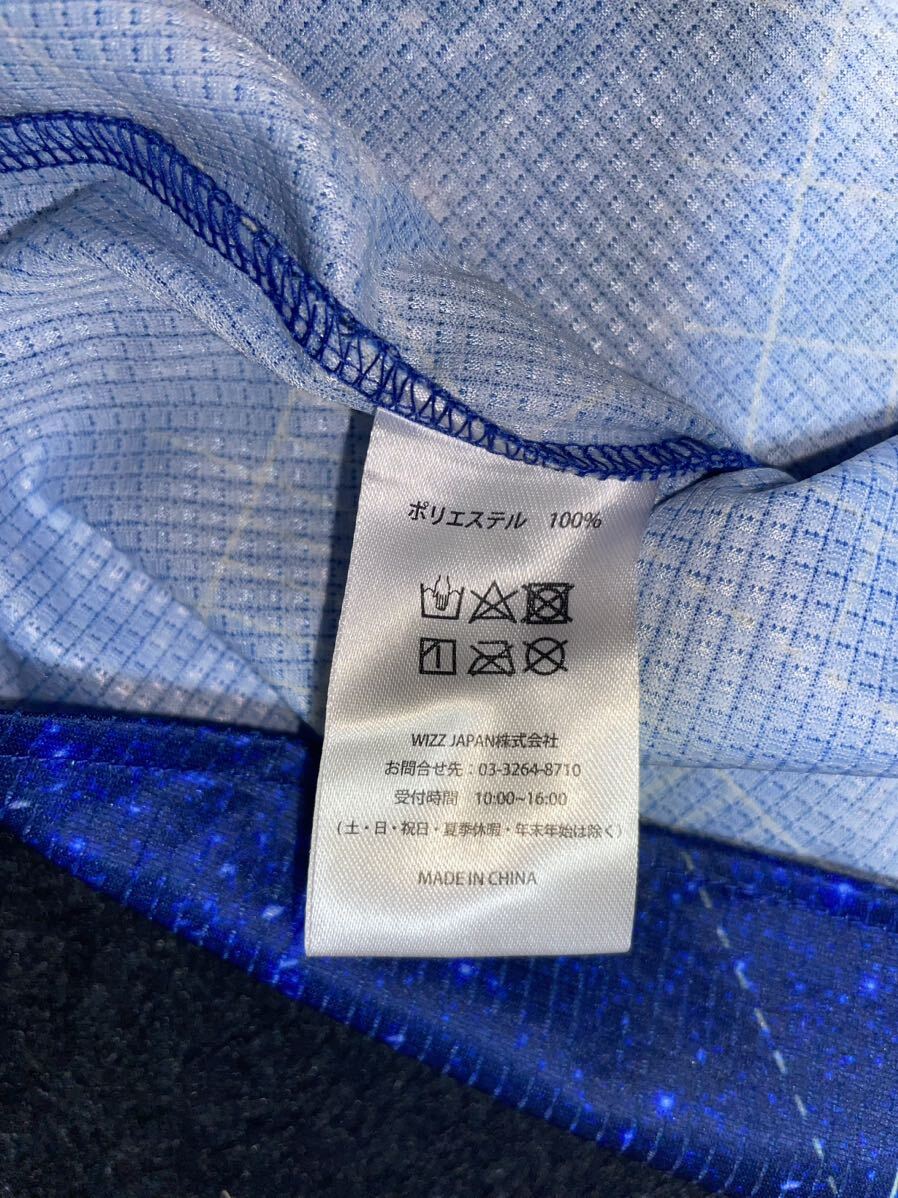 ポリエステル 100%
WIZZ JAPAN株式会社
お問合せ先：03-3264-8710
受付時間 10:00~16:00
(土・日・祝日・夏季休暇・年末年始は除く)
MADE IN CHINA